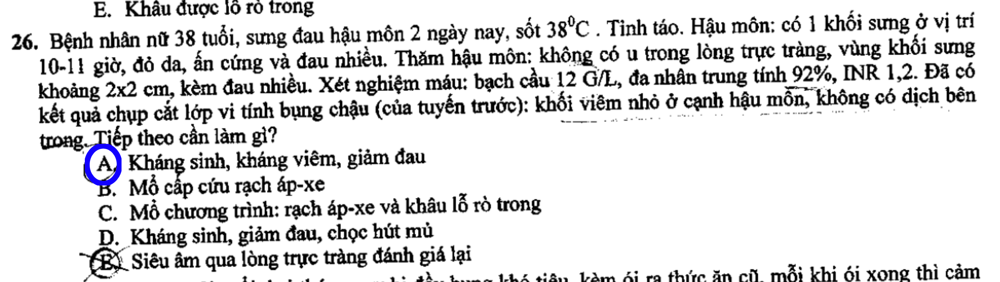 E. Khâu được lỗ rò trong
26. Bệnh nhân nữ 38 tuổi, sưng đau hậu môn 2 ngày nay, sốt 38⁰C . Tỉnh táo. Hậu môn: có 1 khối sưng ở vị trí
10-11 giờ, đỏ da, ấn cứng và đau nhiều. Thăm hậu môn: không có u trong lòng trực tràng, vùng khối sưng
khoảng 2x2 cm, kèm đau nhiều. Xét nghiệm máu: bạch cầu 12 G/L, đa nhân trung tính 92%, INR 1,2. Đã có
kết quả chụp cắt lớp vi tính bụng chậu (của tuyến trước): khối viêm nhỏ ở cạnh hậu môn, không có dịch bên
trong. Tiếp theo cần làm gì?
A. Kháng sinh, kháng viêm, giảm đau
B. Mổ cấp cứu rạch áp-xe
C. Mổ chương trình: rạch áp-xe và khâu lỗ rò trong
D. Kháng sinh, giảm đau, chọc hút mủ
E. Siêu âm qua lòng trực tràng đánh giá lại
khó tiêu, kèm ói ra thức ăn cũ, mỗi khi ói xong thì cảm